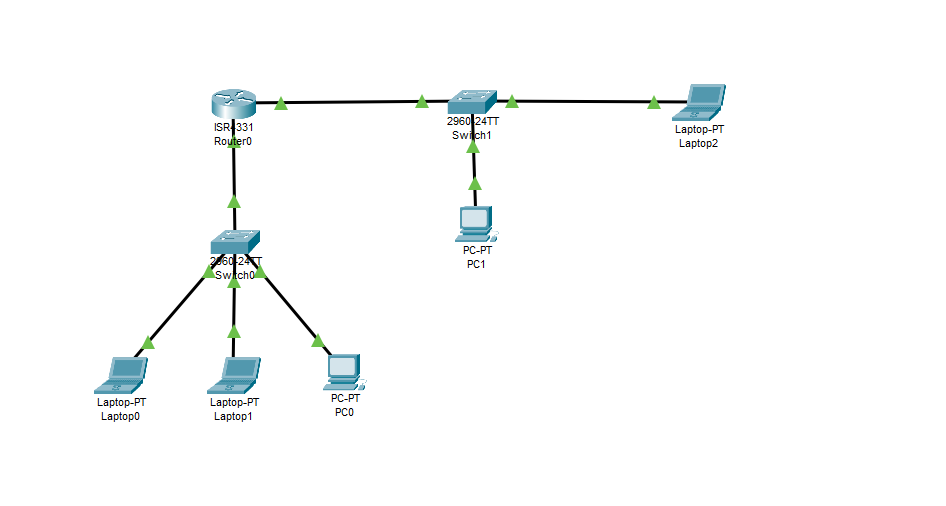 ISR4331
Router0
2960-24TT
Switch1
Laptop-PT
Laptop2
PC-PT
PC1
2960-24TT
Switch0
Laptop-PT
Laptop0
Laptop-PT
Laptop1
PC-PT
PC0